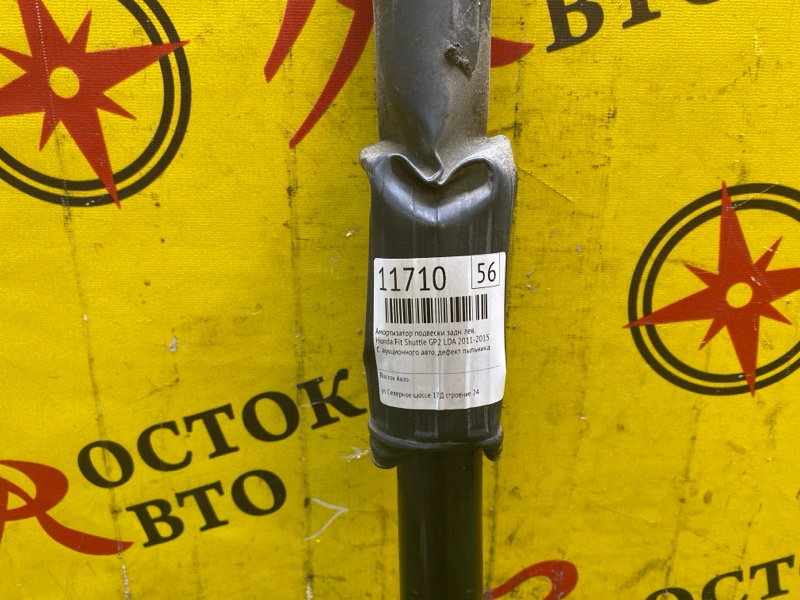 ВТО
11710 56
Амортизатор подвески задн. лев.
Honda Fit Shuttle GP2 LDA 2011-2015
С аукционного авто, дефект пыльника
Восток Авто
ул Северное шоссе 17Д строение 24
ОСТОК
ВТО
ОСТ